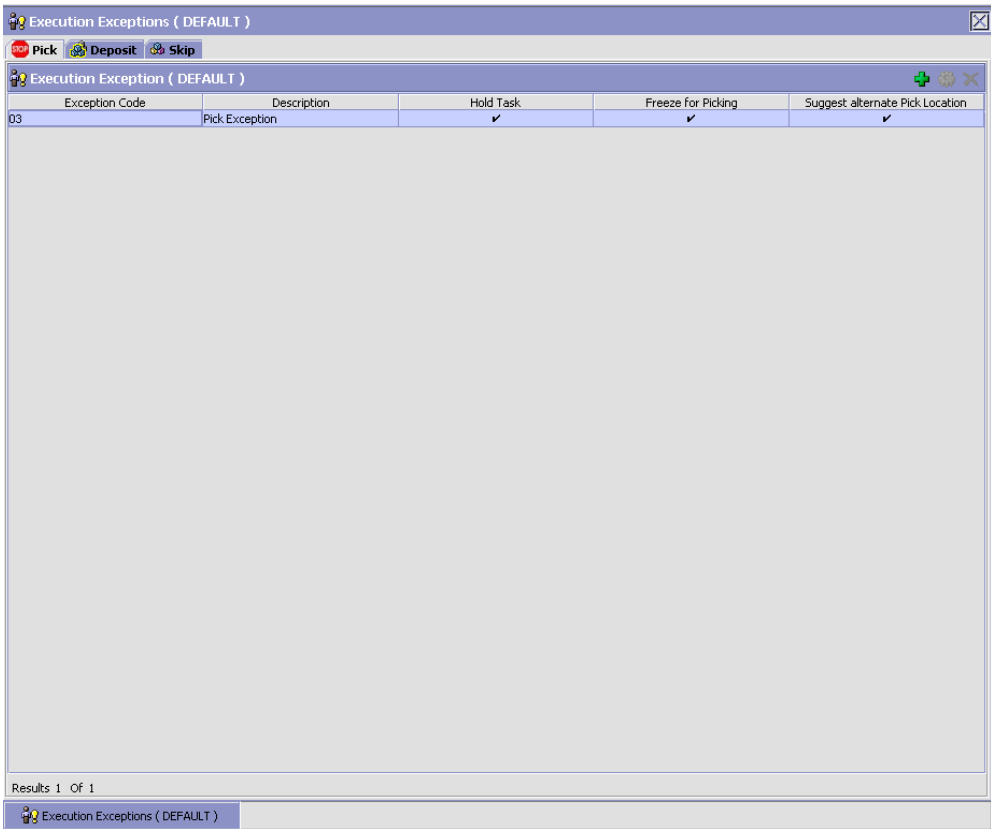 Execution Exceptions ( DEFAULT )
STOP Pick Deposit Skip
Execution Exception ( DEFAULT )
Exception Code Description Hold Task Freeze for Picking Suggest alternate Pick Location
03 Pick Exception ✔ ✔ ✔
Results 1 Of 1
Execution Exceptions ( DEFAULT )